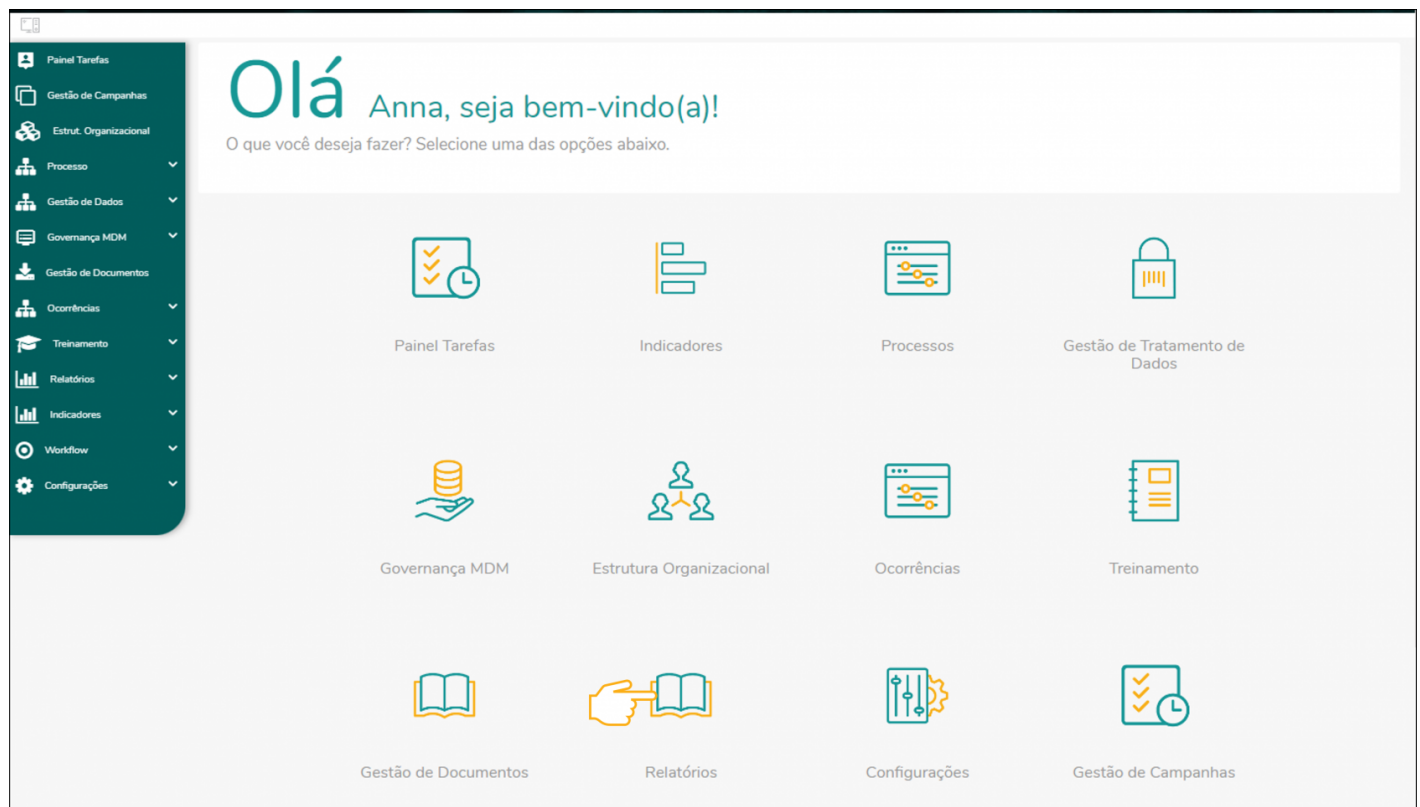 Painel Tarefas
Gestão de Campanhas
Estrut. Organizacional
Processo
Gestão de Dados
Governança MDM
Gestão de Documentos
Ocorrências
Treinamento
Relatórios
Indicadores
Workflow
Configurações
Olá Anna, seja bem-vindo(a)!
O que você deseja fazer? Selecione uma das opções abaixo.
Painel Tarefas
Indicadores
Processos
Gestão de Tratamento de
Dados
Governança MDM
Estrutura Organizacional
Ocorrências
Treinamento
Gestão de Documentos
Relatórios
Configurações
Gestão de Campanhas